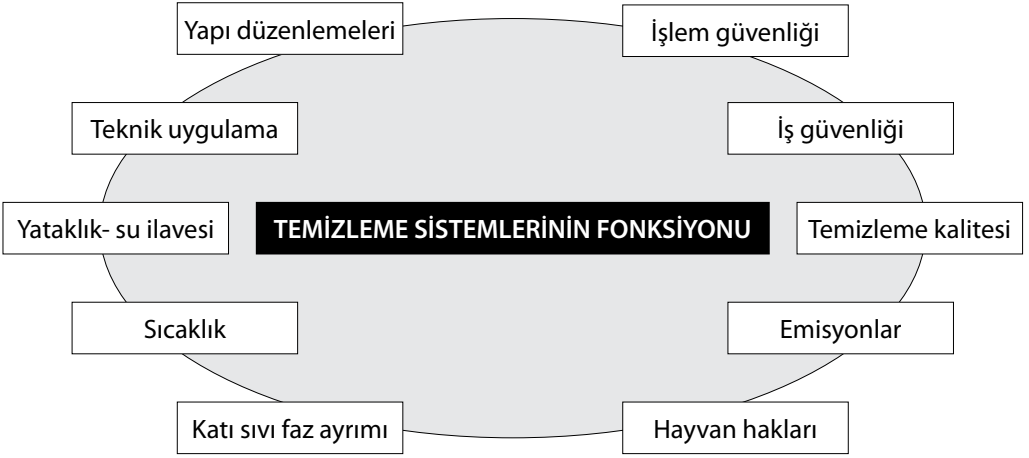 Yapı düzenlemeleri
İşlem güvenliği
Teknik uygulama
İş güvenliği
Yataklık- su ilavesi
TEMİZLEME SİSTEMLERİNİN FONKSİYONU
Temizleme kalitesi
Sıcaklık
Emisyonlar
Katı sıvı faz ayrımı
Hayvan hakları